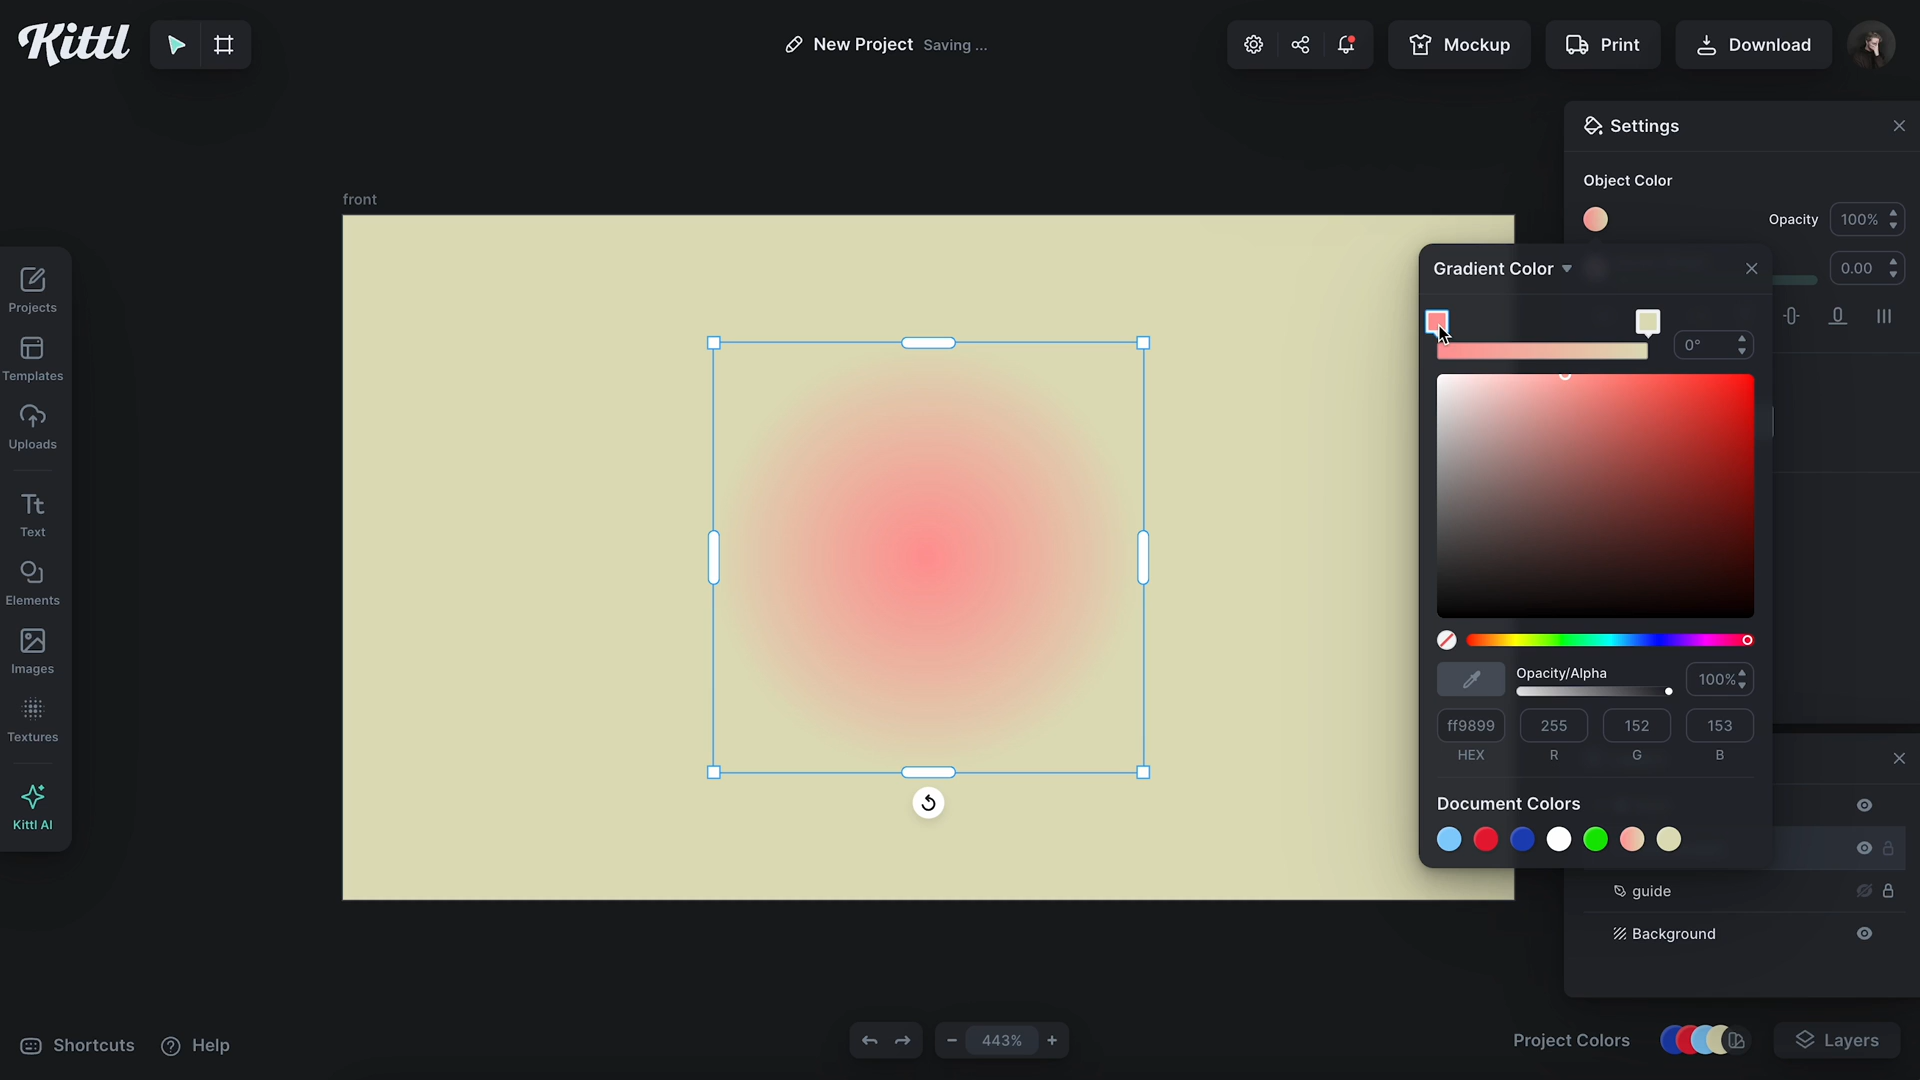 Kittl
New Project Saving ...
Mockup
Print
Download
Settings
Object Color
Opacity 100%
0.00
front
Gradient Color
0°
Opacity/Alpha
100%
ff9899 255 152 153
HEX R G B
Document Colors
guide
Background
Projects
Templates
Uploads
Tt
Text
Elements
Images
Textures
Kittl AI
Shortcuts
Help
443%
Project Colors
Layers